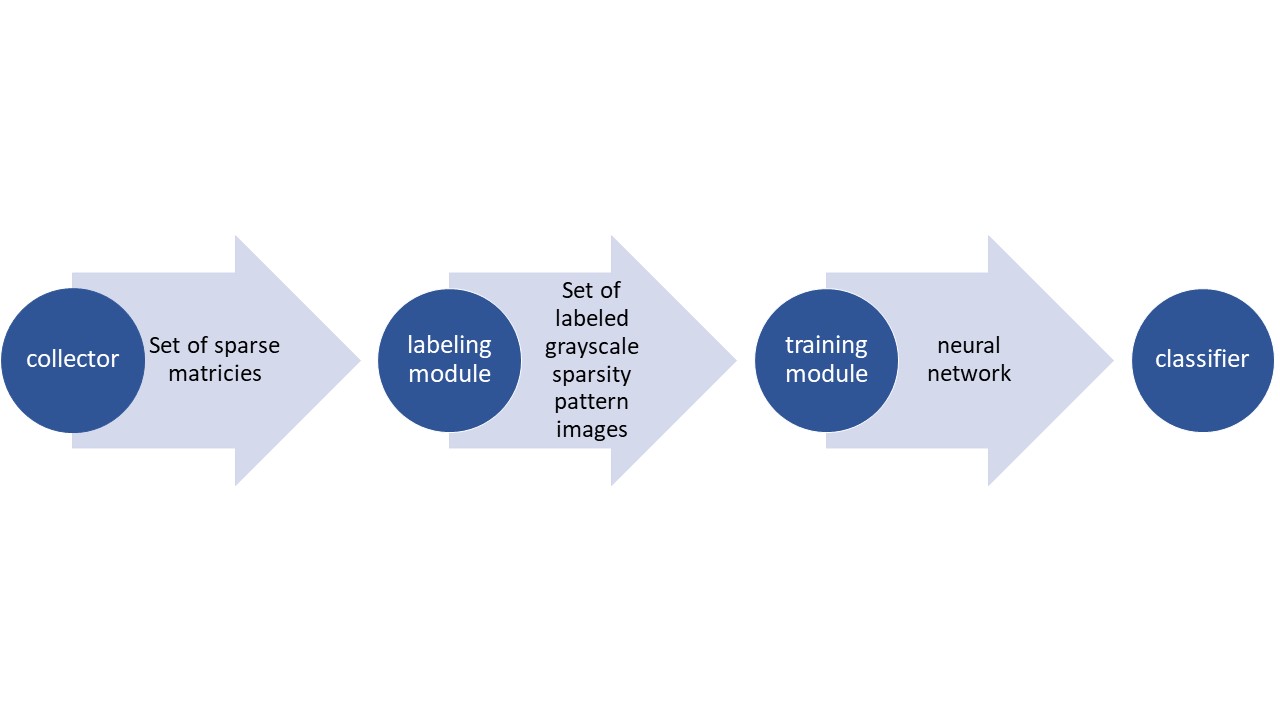 collector
Set of sparse
matricies
labeling
module
Set of
labeled
grayscale
sparsity
pattern
images
training
module
neural
network
classifier